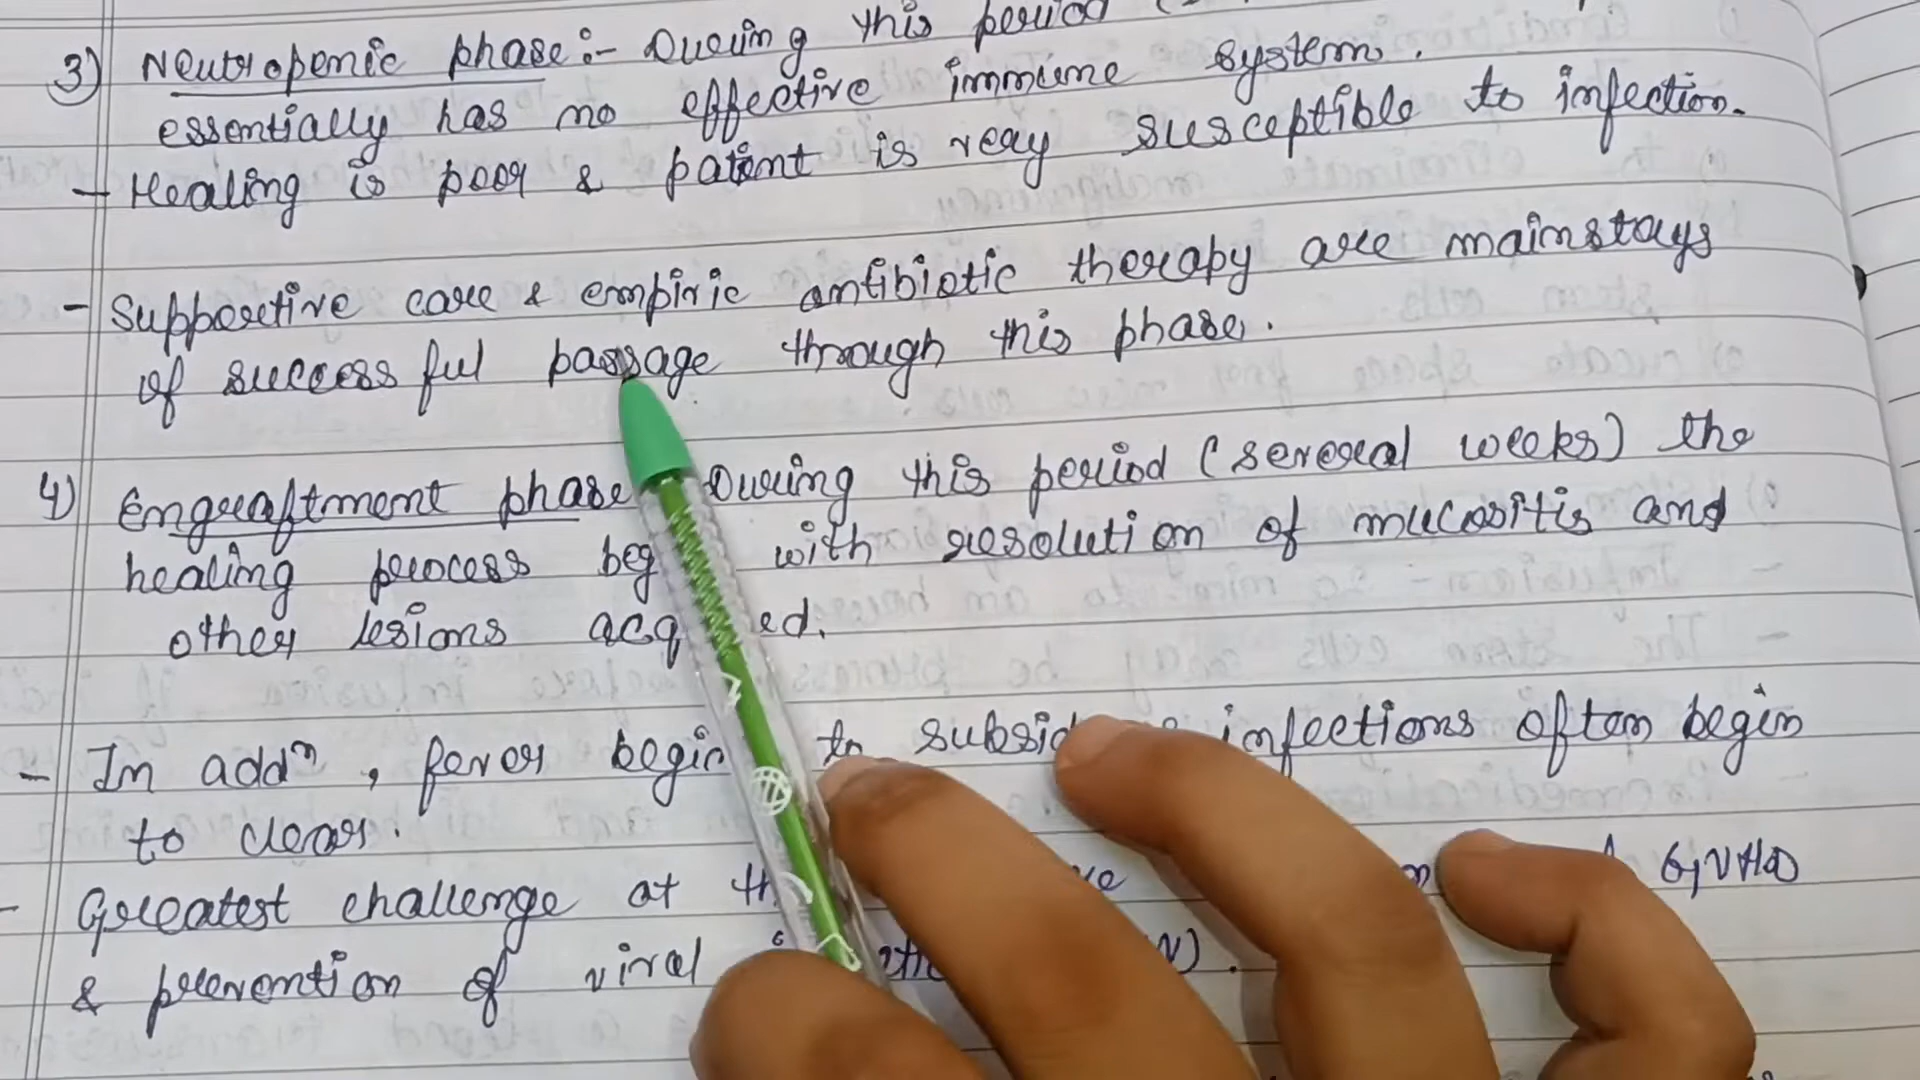 3) Neutropenic phase :- During this period
essentially has no effective immune system.
- Healing is poor & patient is very susceptible to infection.
- Supportive care & empiric antibiotic therapy are mainstays
of successful passage through this phase.
4) Engraftment phase During this period (several weeks) the
healing process beg with resolution of mucositis and
other lesions acq ed.
- In addⁿ, fever begin to subsid infections often begin
to clear.
- Greatest challenge at th GVHD
& prevention of viral